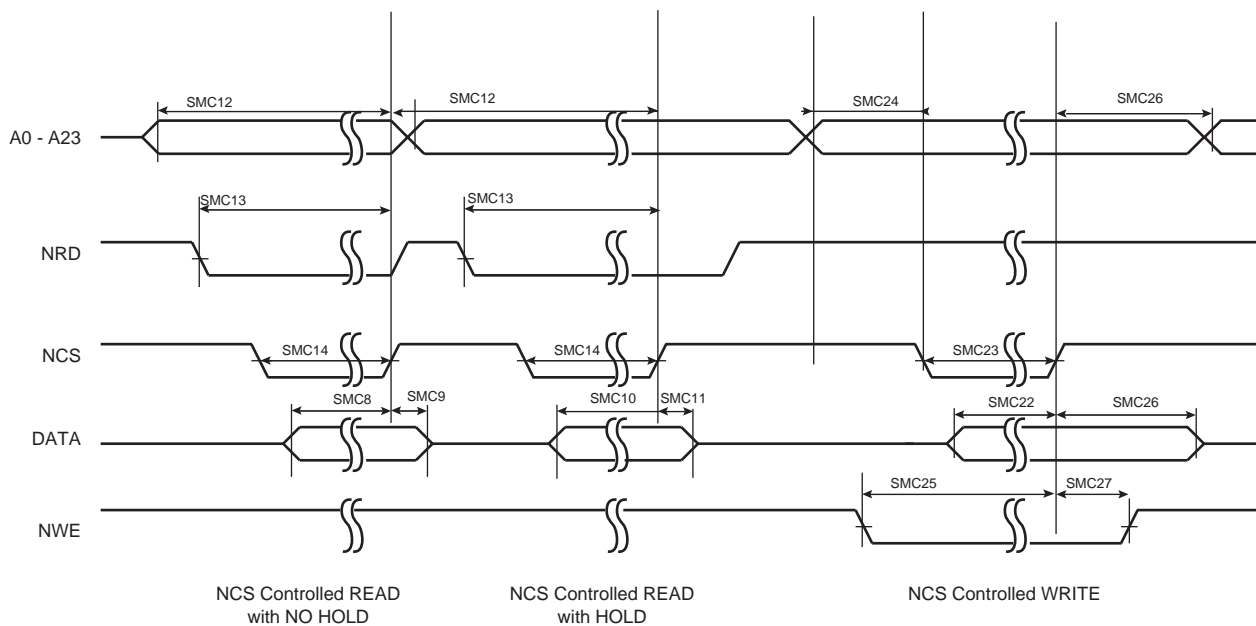 SMC12
SMC12
SMC24
SMC26
A0 - A23
SMC13
SMC13
NRD
SMC14
SMC14
SMC23
NCS
SMC8
SMC9
SMC10
SMC11
SMC22
SMC26
DATA
SMC25
SMC27
NWE
NCS Controlled READ
with NO HOLD
NCS Controlled READ
with HOLD
NCS Controlled WRITE